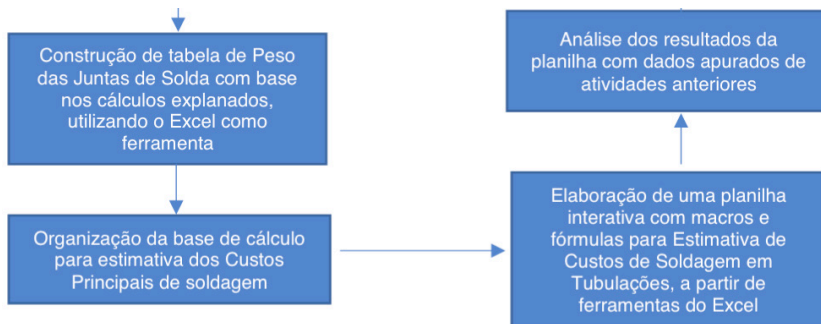 Construção de tabela de Peso
das Juntas de Solda com base
nos cálculos explanados,
utilizando o Excel como
ferramenta
Organização da base de cálculo
para estimativa dos Custos
Principais de soldagem
Elaboração de uma planilha
interativa com macros e
fórmulas para Estimativa de
Custos de Soldagem em
Tubulações, a partir de
ferramentas do Excel
Análise dos resultados da
planilha com dados apurados de
atividades anteriores